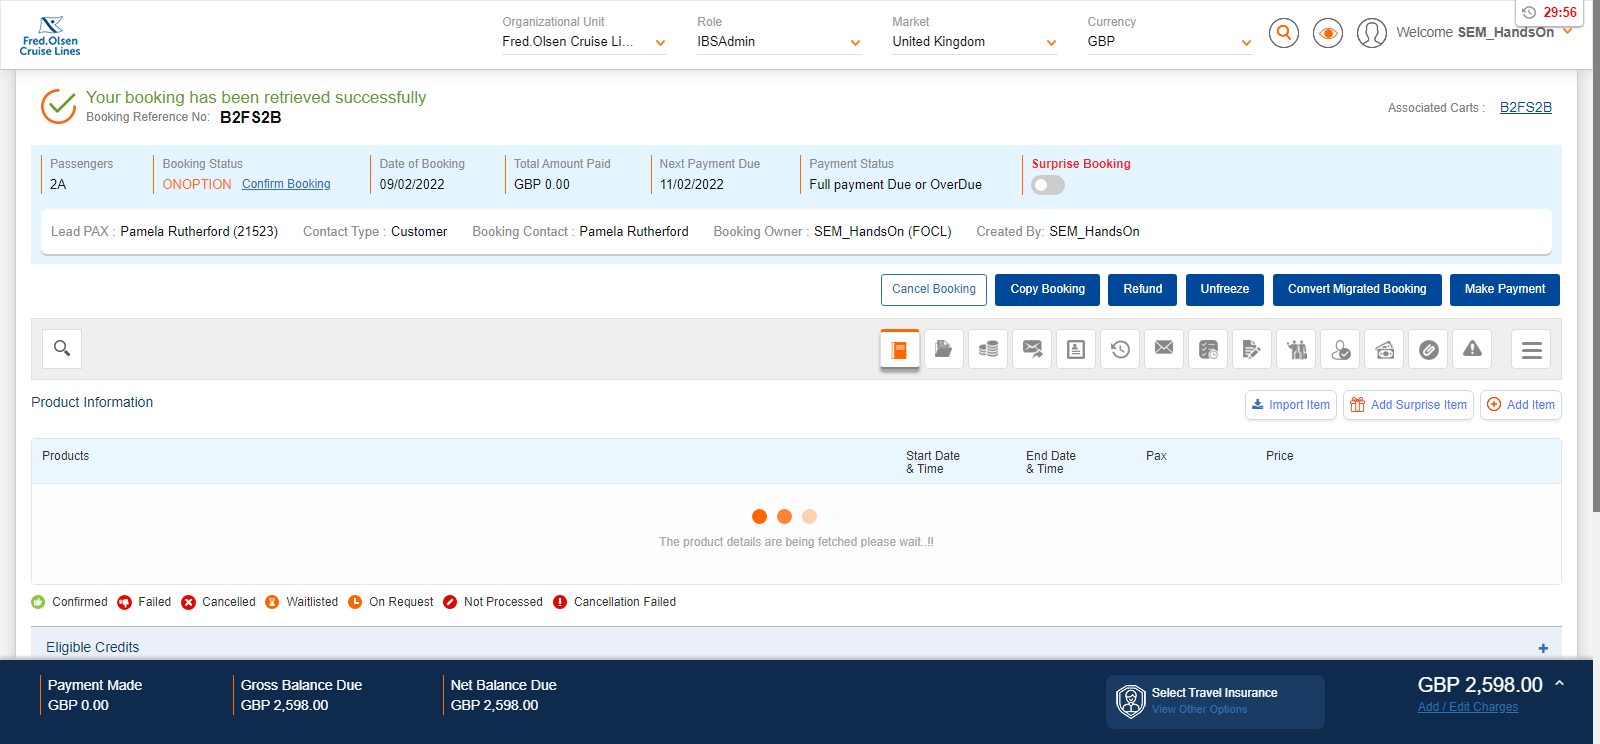 Fred.Olsen
Cruise Lines
Organizational Unit
Fred.Olsen Cruise Li...
Role
IBSAdmin
Market
United Kingdom
Currency
GBP
Welcome SEM_HandsOn
29:56
Your booking has been retrieved successfully
Booking Reference No: B2FS2B
Associated Carts : B2FS2B
Passengers
2A
Booking Status
ONOPTION Confirm Booking
Date of Booking
09/02/2022
Total Amount Paid
GBP 0.00
Next Payment Due
11/02/2022
Payment Status
Full payment Due or OverDue
Surprise Booking
Lead PAX : Pamela Rutherford (21523) Contact Type : Customer Booking Contact : Pamela Rutherford Booking Owner : SEM_HandsOn (FOCL) Created By: SEM_HandsOn
Cancel Booking Copy Booking Refund Unfreeze Convert Migrated Booking Make Payment
Product Information
Import Item Add Surprise Item Add Item
Products
Start Date
& Time
End Date
& Time
Pax
Price
The product details are being fetched please wait..!!
Confirmed Failed Cancelled Waitlisted On Request Not Processed Cancellation Failed
Eligible Credits
+
Payment Made
GBP 0.00
Gross Balance Due
GBP 2,598.00
Net Balance Due
GBP 2,598.00
Select Travel Insurance
View Other Options
GBP 2,598.00
Add / Edit Charges